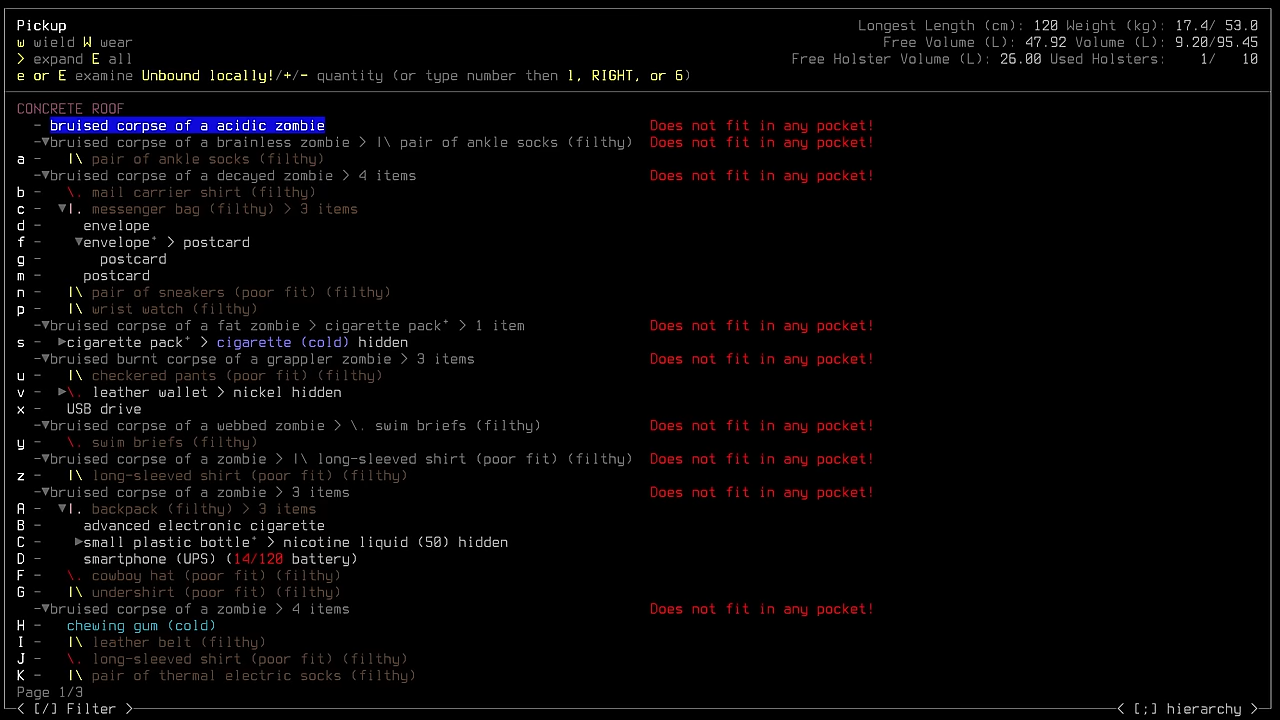 Pickup Longest Length (cm): 120 Weight (kg): 17.4/ 53.0
w wield W wear Free Volume (L): 47.92 Volume (L): 9.20/95.45
> expand E all Free Holster Volume (L): 26.00 Used Holsters: 1/ 10
e or E examine Unbound locally!/+/- quantity (or type number then l, RIGHT, or 6)
CONCRETE ROOF
- bruised corpse of a acidic zombie Does not fit in any pocket!
-▼bruised corpse of a brainless zombie > |\ pair of ankle socks (filthy) Does not fit in any pocket!
a - |\ pair of ankle socks (filthy)
-▼bruised corpse of a decayed zombie > 4 items Does not fit in any pocket!
b - \. mail carrier shirt (filthy)
c - ▼|. messenger bag (filthy) > 3 items
d - envelope
f - ▼envelope⁺ > postcard
g - postcard
m - postcard
n - |\ pair of sneakers (poor fit) (filthy)
p - |\ wrist watch (filthy)
-▼bruised corpse of a fat zombie > cigarette pack⁺ > 1 item Does not fit in any pocket!
s - ▶cigarette pack⁺ > cigarette (cold) hidden
-▼bruised burnt corpse of a grappler zombie > 3 items Does not fit in any pocket!
u - |\ checkered pants (poor fit) (filthy)
v - ▶\. leather wallet > nickel hidden
x - USB drive
-▼bruised corpse of a webbed zombie > \. swim briefs (filthy) Does not fit in any pocket!
y - \. swim briefs (filthy)
-▼bruised corpse of a zombie > |\ long-sleeved shirt (poor fit) (filthy) Does not fit in any pocket!
z - |\ long-sleeved shirt (poor fit) (filthy)
-▼bruised corpse of a zombie > 3 items Does not fit in any pocket!
A - ▼|. backpack (filthy) > 3 items
B - advanced electronic cigarette
C - ▶small plastic bottle⁺ > nicotine liquid (50) hidden
D - smartphone (UPS) (14/120 battery)
F - \. cowboy hat (poor fit) (filthy)
G - |\ undershirt (poor fit) (filthy)
-▼bruised corpse of a zombie > 4 items Does not fit in any pocket!
H - chewing gum (cold)
I - |\ leather belt (filthy)
J - \. long-sleeved shirt (poor fit) (filthy)
K - |\ pair of thermal electric socks (filthy)
Page 1/3
< [/] Filter > < [;] hierarchy >